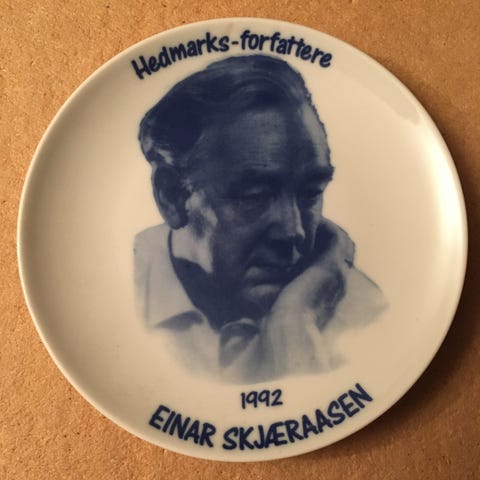 Hedmarks-forfattere
1992
EINAR SKJÆRAASEN